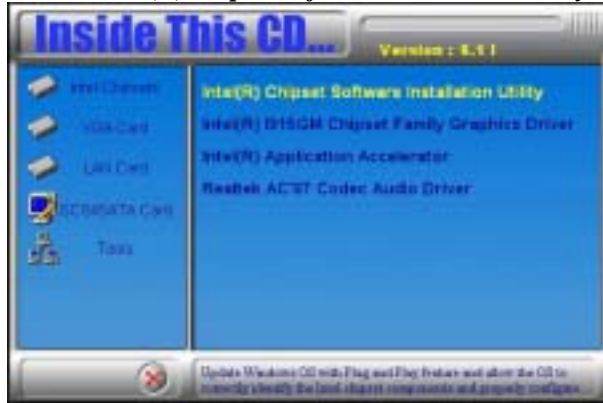 Inside This CD...
Version : 6.1 I
Intel Chipsets
VGA Card
LAN Card
SCSI/SATA Card
Tools
Intel(R) Chipset Software Installation Utility
Intel(R) I915GM Chipset Family Graphics Driver
Intel(R) Application Accelerator
Realtek AC'97 Codec Audio Driver
Update Windows OS with Plug and Play feature and allow the OS to
correctly identify the Intel chipset components and properly configure